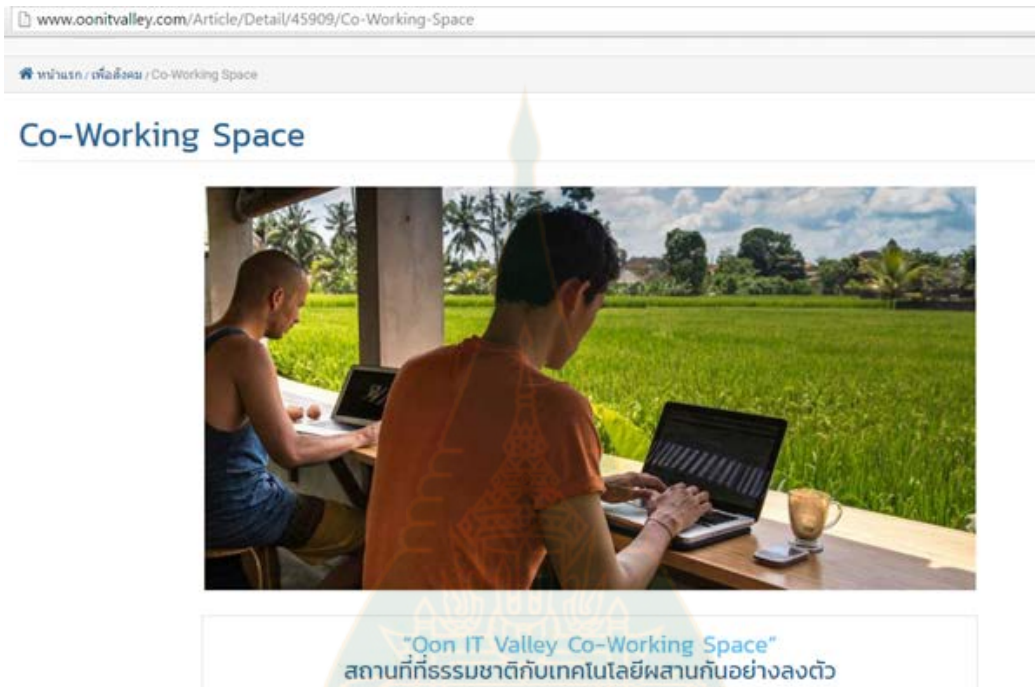 www.oonitvalley.com/Article/Detail/45909/Co-Working-Space
หน้าแรก / เพื่อสังคม / Co-Working Space
Co-Working Space
"Oon IT Valley Co-Working Space"
สถานที่ที่ธรรมชาติกับเทคโนโลยีผสานกันอย่างลงตัว